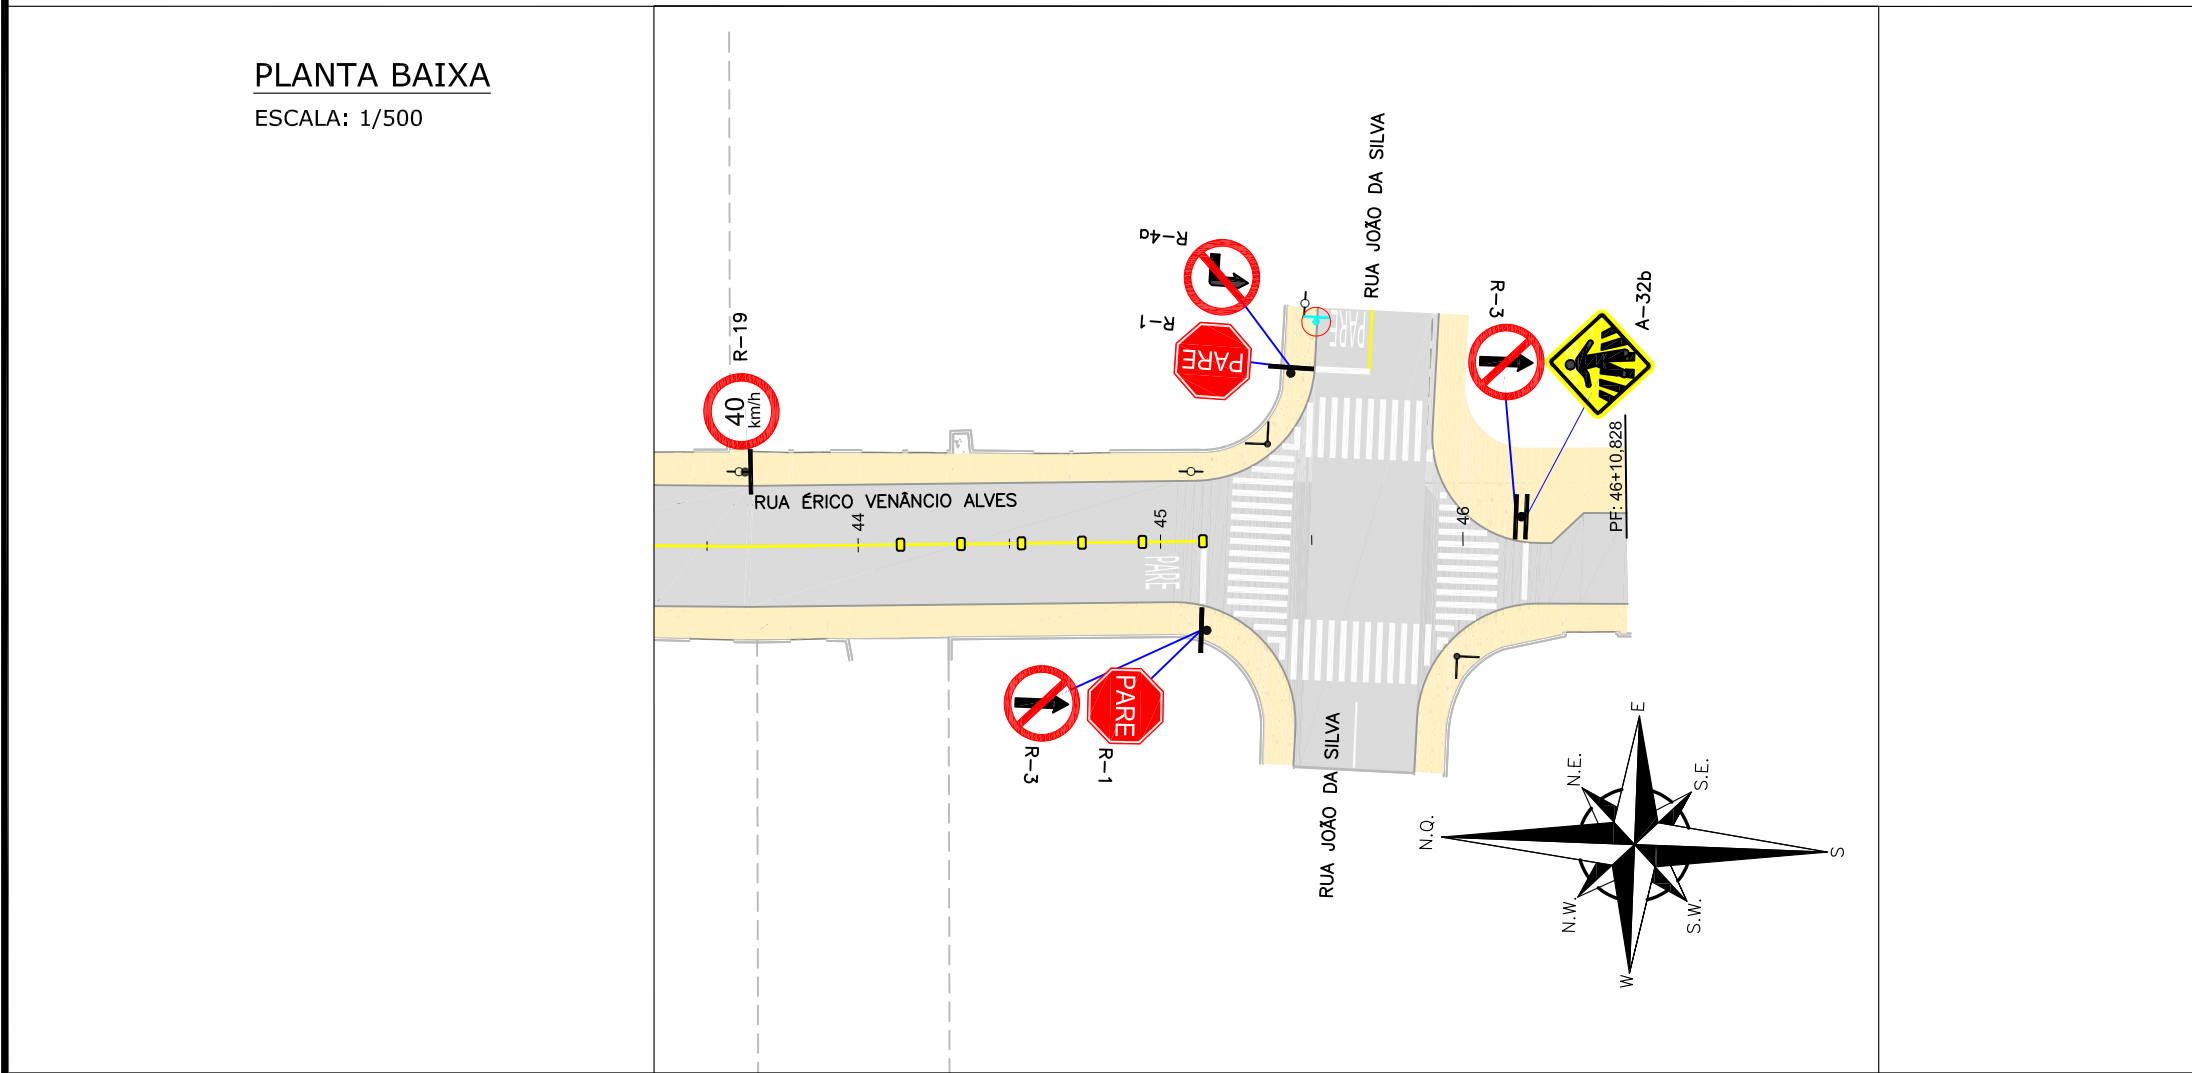 PLANTA BAIXA
ESCALA: 1/500
RUA JOÃO DA SILVA
R-4a
R-1
PARE
PARE
R-3
A-32b
R-19
40
km/h
RUA ÉRICO VENÂNCIO ALVES
44
45
46
PF: 46+10,828
PARE
PARE
R-3
R-1
RUA JOÃO DA SILVA
E
N.E.
S.E.
N.Q.
S
N.W.
S.W.
W